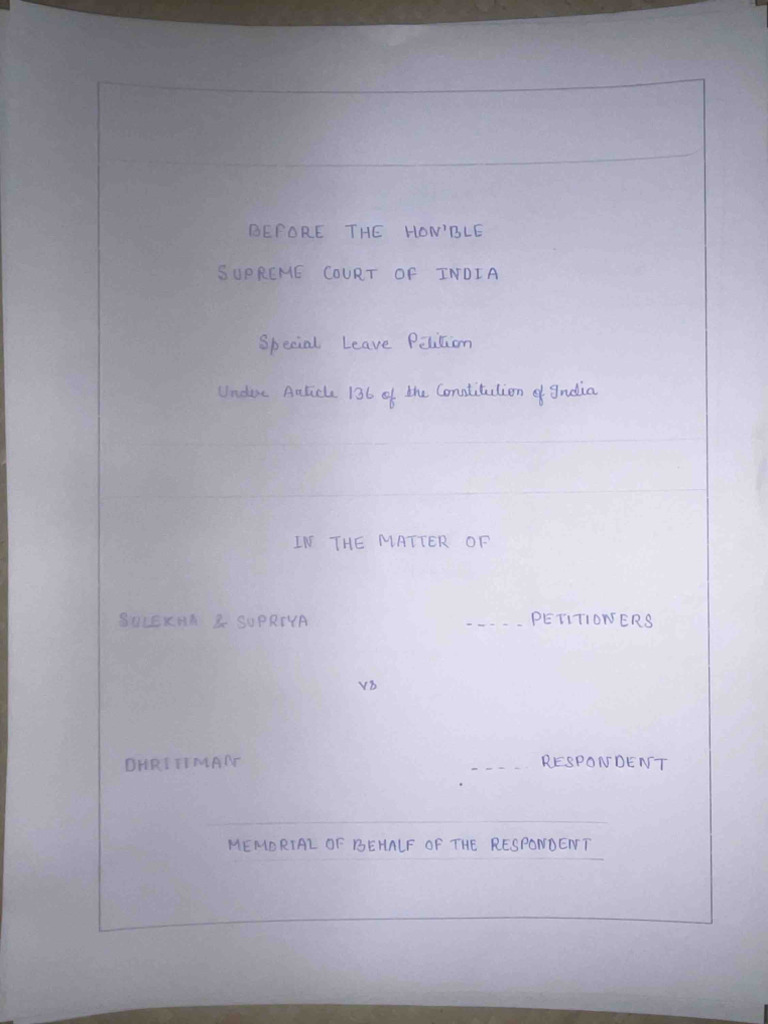 BEFORE THE HON'BLE
SUPREME COURT OF INDIA
Special Leave Petition
Under Article 136 of the Constitution of India
IN THE MATTER OF
SULEKHA & SUPRIYA ----- PETITIONERS
VS
DHRITIMAN ---- RESPONDENT
MEMORIAL OF BEHALF OF THE RESPONDENT